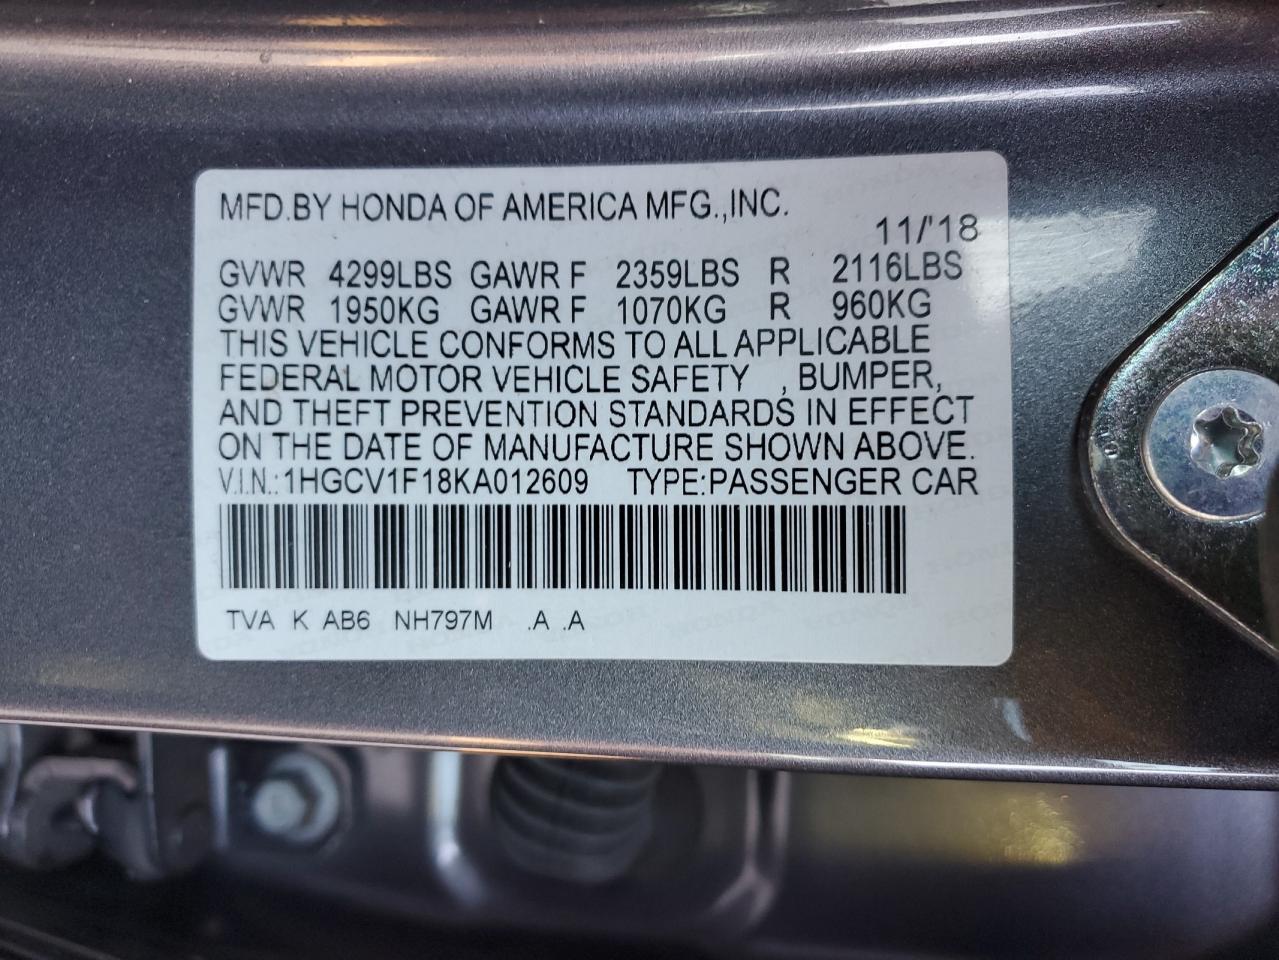 MFD.BY HONDA OF AMERICA MFG.,INC.
11/'18
GVWR 4299LBS GAWR F 2359LBS R 2116LBS
GVWR 1950KG GAWR F 1070KG R 960KG
THIS VEHICLE CONFORMS TO ALL APPLICABLE
FEDERAL MOTOR VEHICLE SAFETY , BUMPER,
AND THEFT PREVENTION STANDARDS IN EFFECT
ON THE DATE OF MANUFACTURE SHOWN ABOVE.
V.I.N.:1HGCV1F18KA012609 TYPE:PASSENGER CAR
TVA K AB6 NH797M .A .A